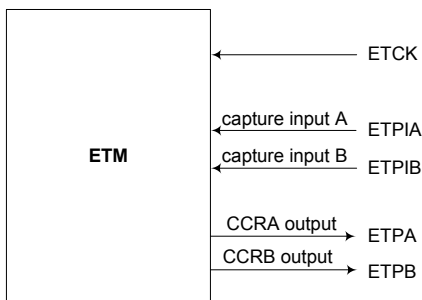 ETCK
capture input A
ETPIA
ETM
capture input B
ETPIB
CCRA output
ETPA
CCRB output
ETPB